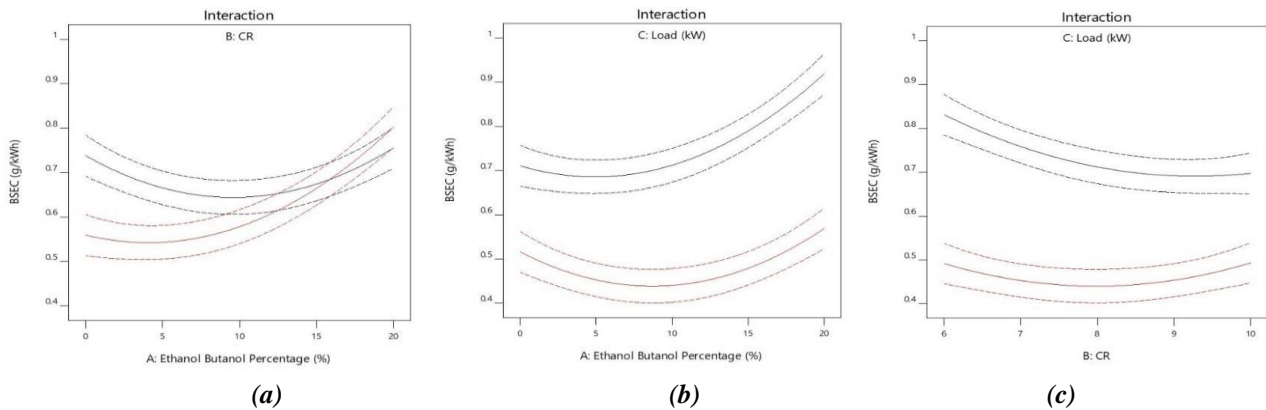 Interaction
B: CR
1
0.9
0.8
0.7
0.6
0.5
0.4
BSEC (g/kWh)
0 5 10 15 20
A: Ethanol Butanol Percentage (%)
(a)
Interaction
C: Load (kW)
1
0.9
0.8
0.7
0.6
0.5
0.4
BSEC (g/kWh)
0 5 10 15 20
A: Ethanol Butanol Percentage (%)
(b)
Interaction
C: Load (kW)
1
0.9
0.8
0.7
0.6
0.5
0.4
BSEC (g/kWh)
6 7 8 9 10
B: CR
(c)